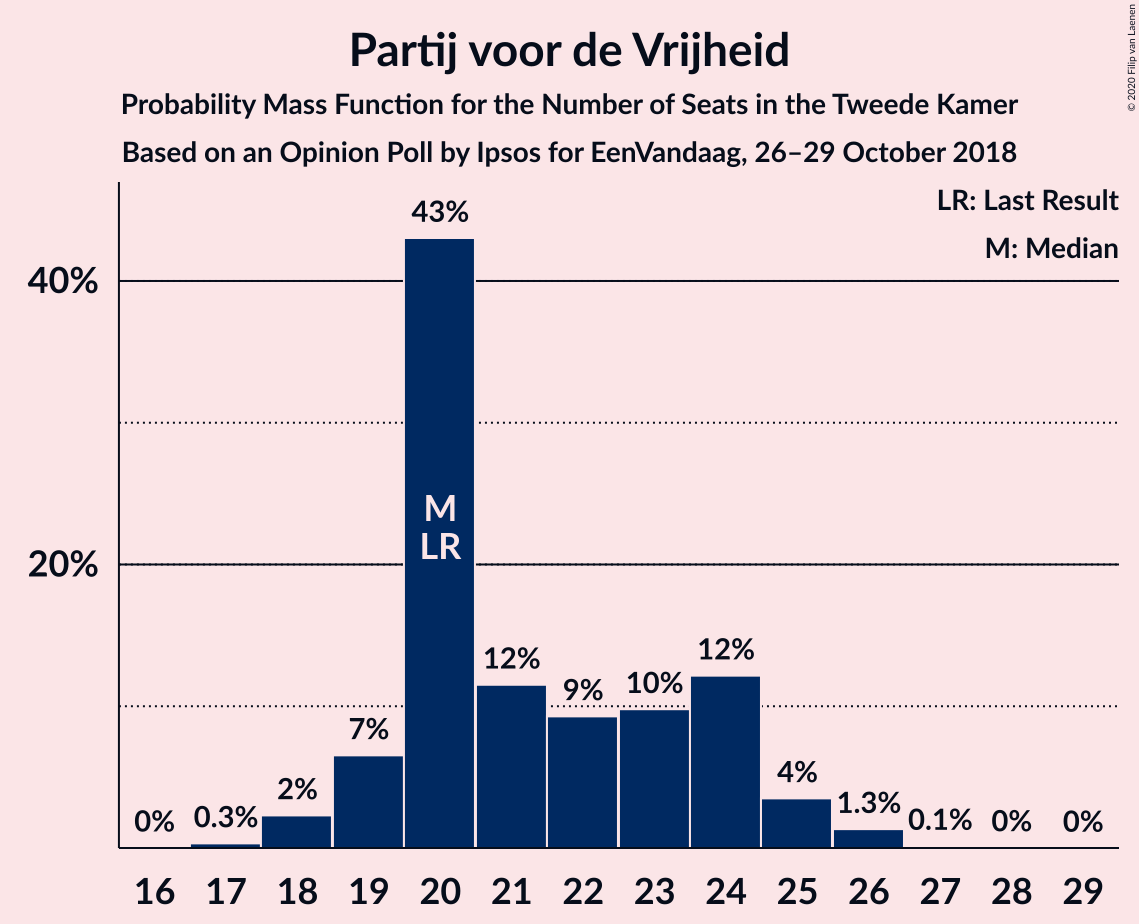 Partij voor de Vrijheid
Probability Mass Function for the Number of Seats in the Tweede Kamer
Based on an Opinion Poll by Ipsos for EenVandaag, 26–29 October 2018
© 2020 Filip van Laenen
LR: Last Result
M: Median
43%
40%
M
LR
20%
12%
12%
9%
10%
7%
4%
2%
1.3%
0%
0.3%
0.1%
0%
0%
16 17 18 19 20 21 22 23 24 25 26 27 28 29